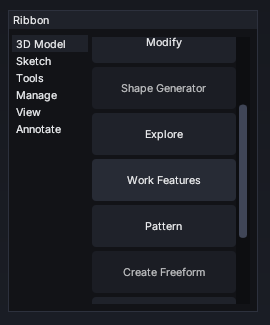 Ribbon
3D Model
Sketch
Tools
Manage
View
Annotate
Modify
Shape Generator
Explore
Work Features
Pattern
Create Freeform